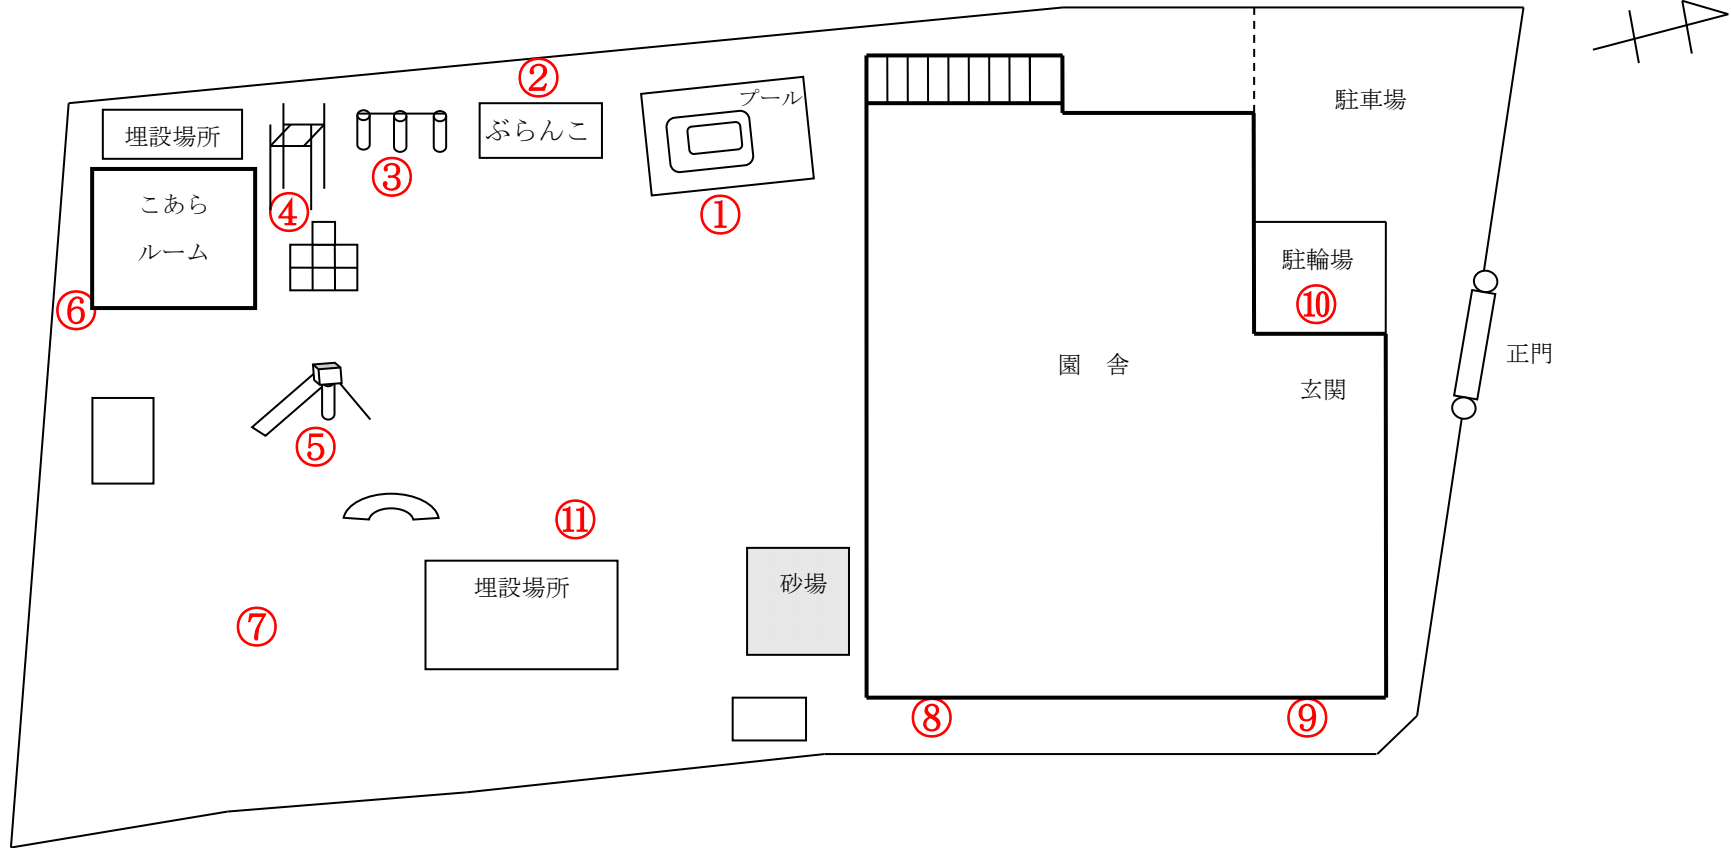 ②
プール
駐車場
埋設場所
ぶらんこ
③
こあら
ルーム
④
①
駐輪場
⑩
⑥
園　舎
正門
玄関
⑤
⑪
埋設場所
砂場
⑦
⑧
⑨